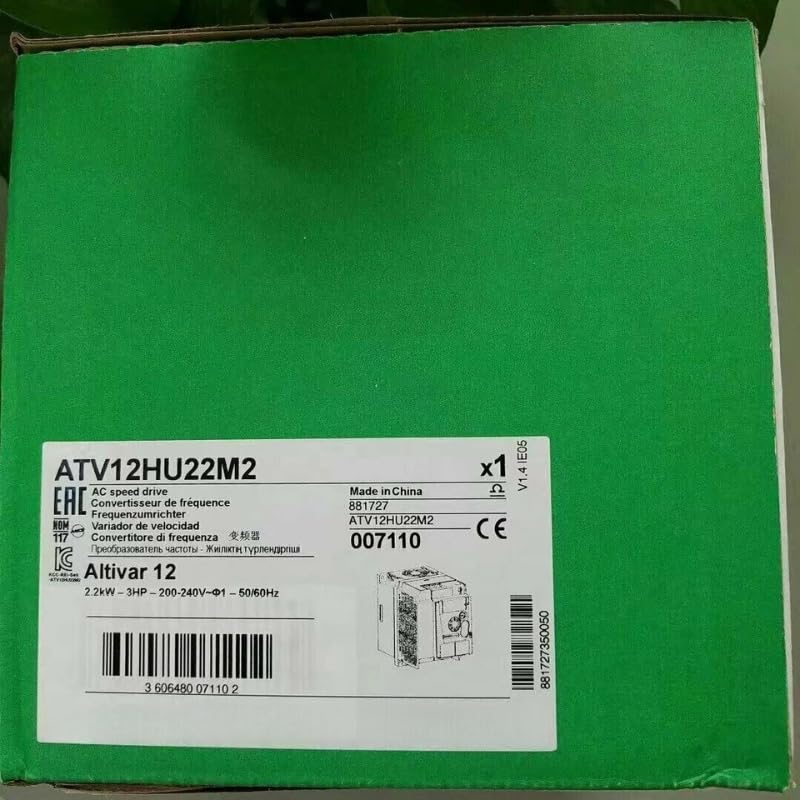 ATV12HU22M2
x1
V1.4 IE05
EAC
AC speed drive
Convertisseur de fréquence
Frequenzumrichter
Variador de velocidad
Convertitore di frequenza 变频器
Преобразователь частоты - Жиіліктің түрлендіргіші
NOM
117
Made in China
881727
ATV12HU22M2
007110
CE
Altivar 12
2.2kW – 3HP – 200-240V~Φ1 – 50/60Hz
3 606480 07110 2
881727350050